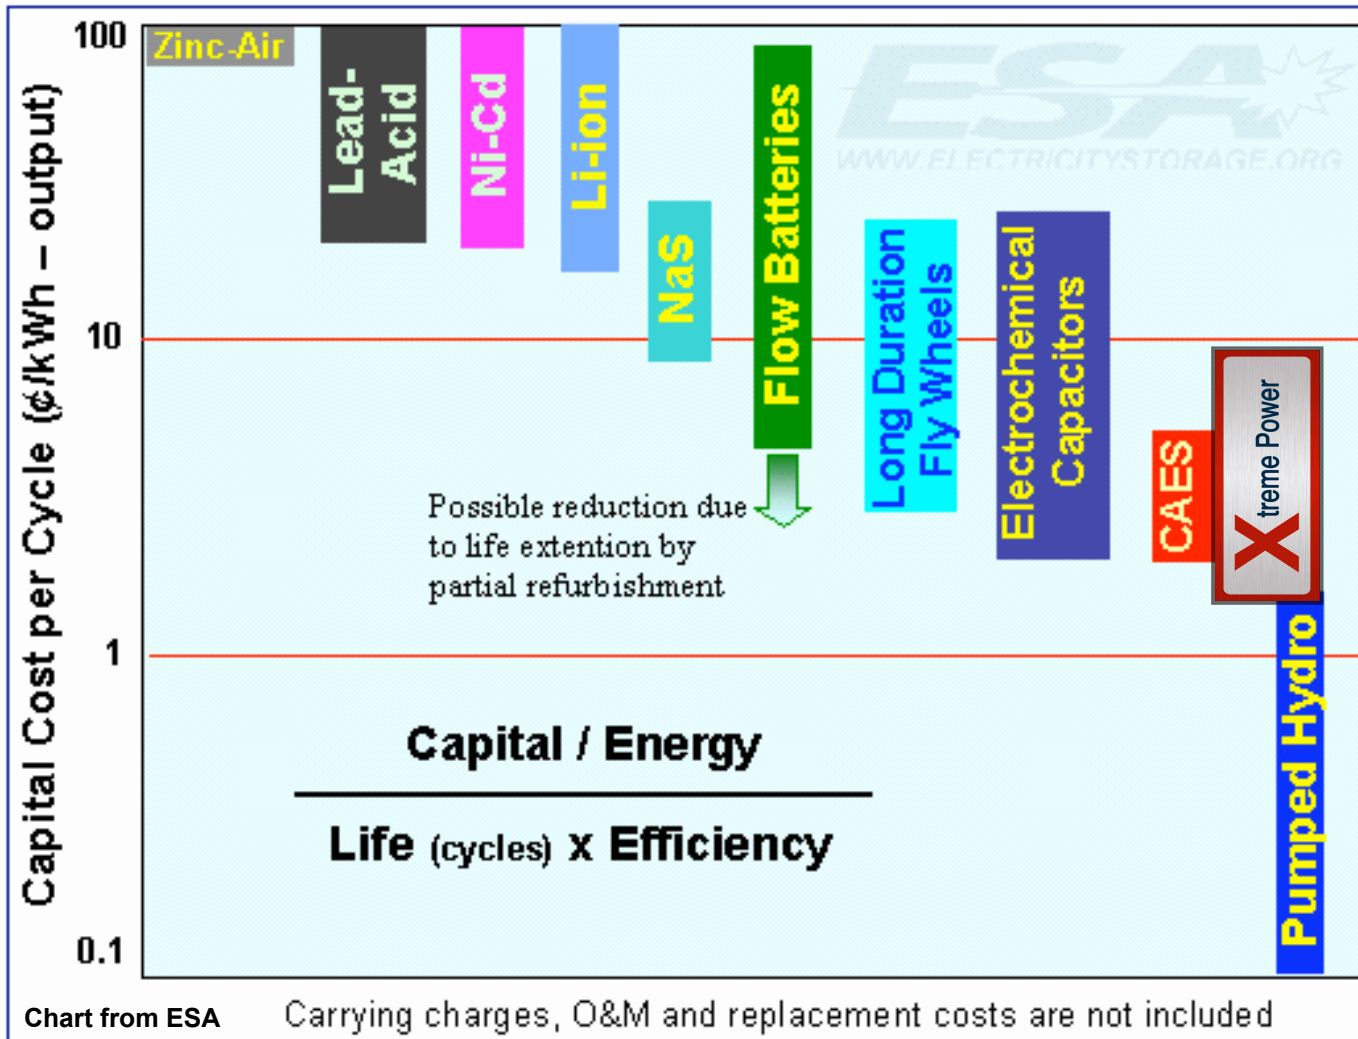 Capital Cost per Cycle (¢/kWh – output)
100
10
1
0.1
Zinc-Air
Lead-
Acid
Ni-Cd
Li-ion
NaS
Flow Batteries
Long Duration
Fly Wheels
Electrochemical
Capacitors
CAES
Xtreme Power
Pumped Hydro
ESA
WWW.ELECTRICITYSTORAGE.ORG
Possible reduction due
to life extention by
partial refurbishment
Capital / Energy
Life (cycles) x Efficiency
Chart from ESA
Carrying charges, O&M and replacement costs are not included